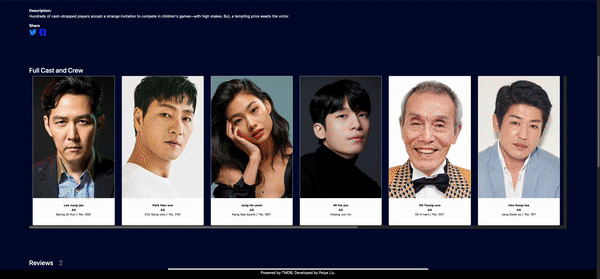 Description:
Hundreds of cash-strapped players accept a strange invitation to compete in children's games—with high stakes. But, a tempting prize awaits the victor.
Share
Full Cast and Crew
Lee Jung-jae
AS
Seong Gi-hun / 'No. 456'
Park Hae-soo
AS
Cho Sang-woo / 'No. 218'
Jung Ho-yeon
AS
Kang Sae-byeok / 'No. 067'
Wi Ha-jun
AS
Hwang Jun-ho
Oh Young-soo
AS
Oh Il-nam / 'No. 001'
Heo Sung-tae
AS
Jang Deok-su / 'No. 101'
Reviews 2
Powered by TMDB, Developed by Peiye Liu.